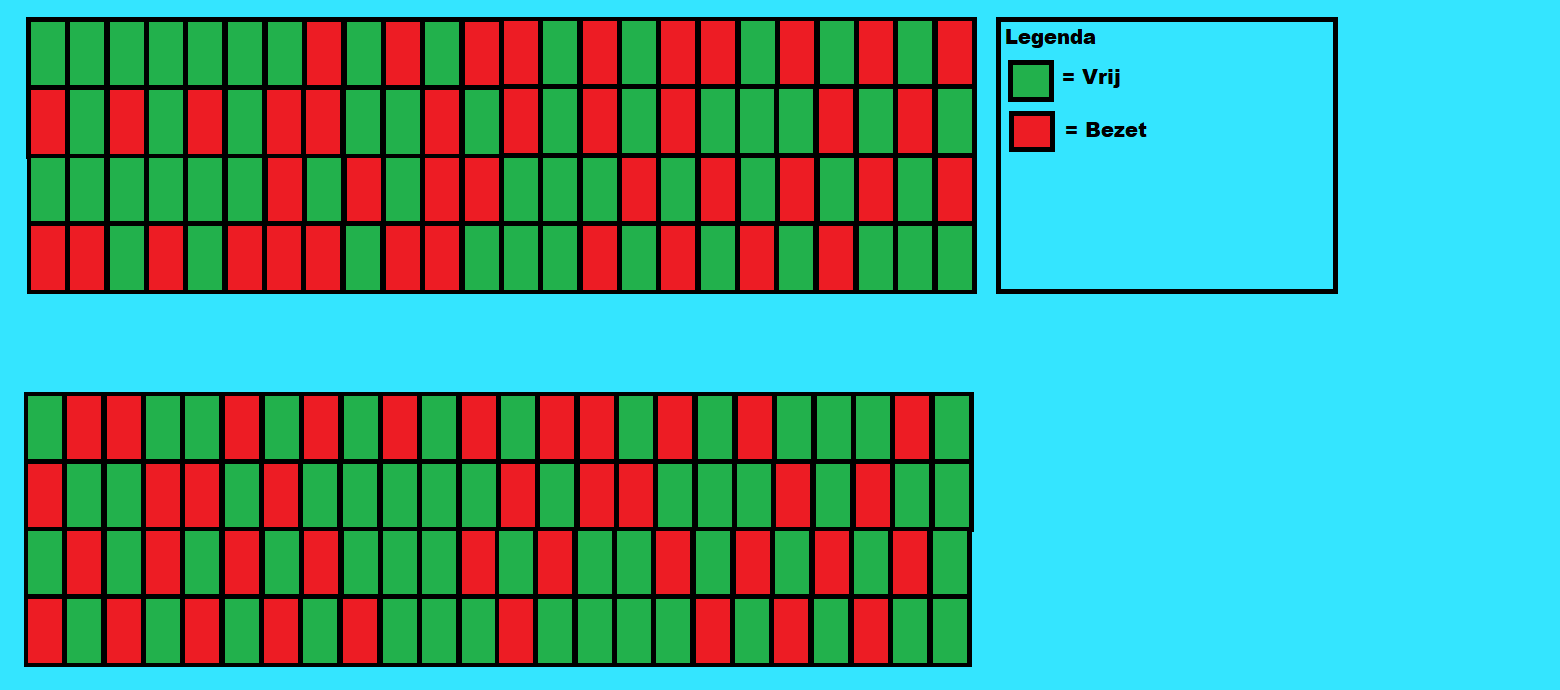 Legenda
= Vrij
= Bezet